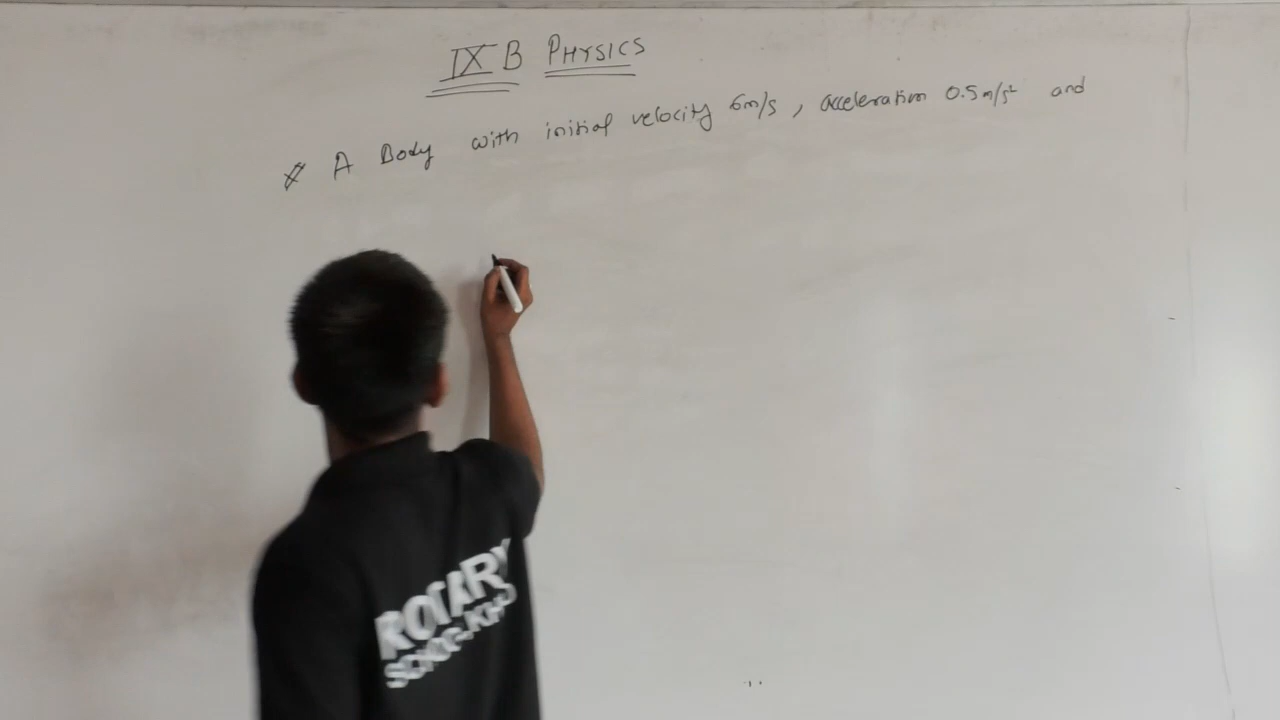 IX B PHYSICS
A Body with initial velocity 6m/s, acceleration 0.5m/s² and
ROTARY